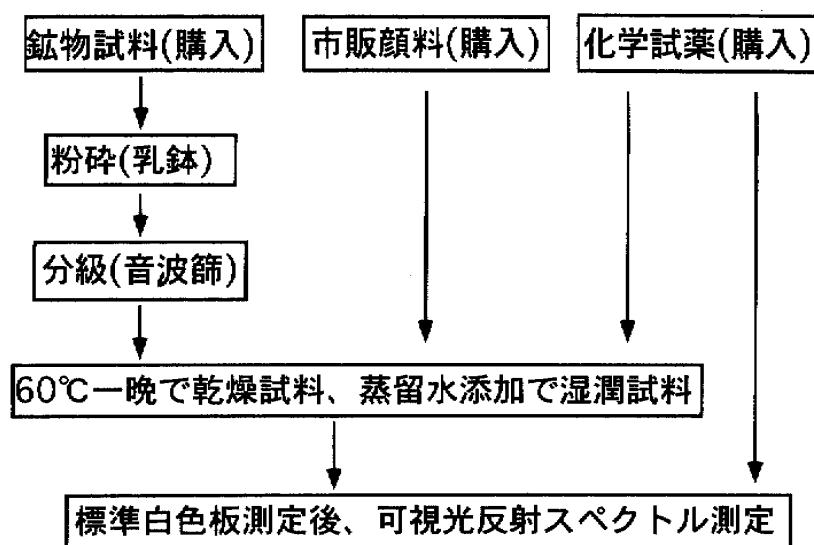 鉱物試料(購入)
市販顔料(購入)
化学試薬(購入)
粉砕(乳鉢)
分級(音波篩)
60℃一晩で乾燥試料、蒸留水添加で湿潤試料
標準白色板測定後、可視光反射スペクトル測定